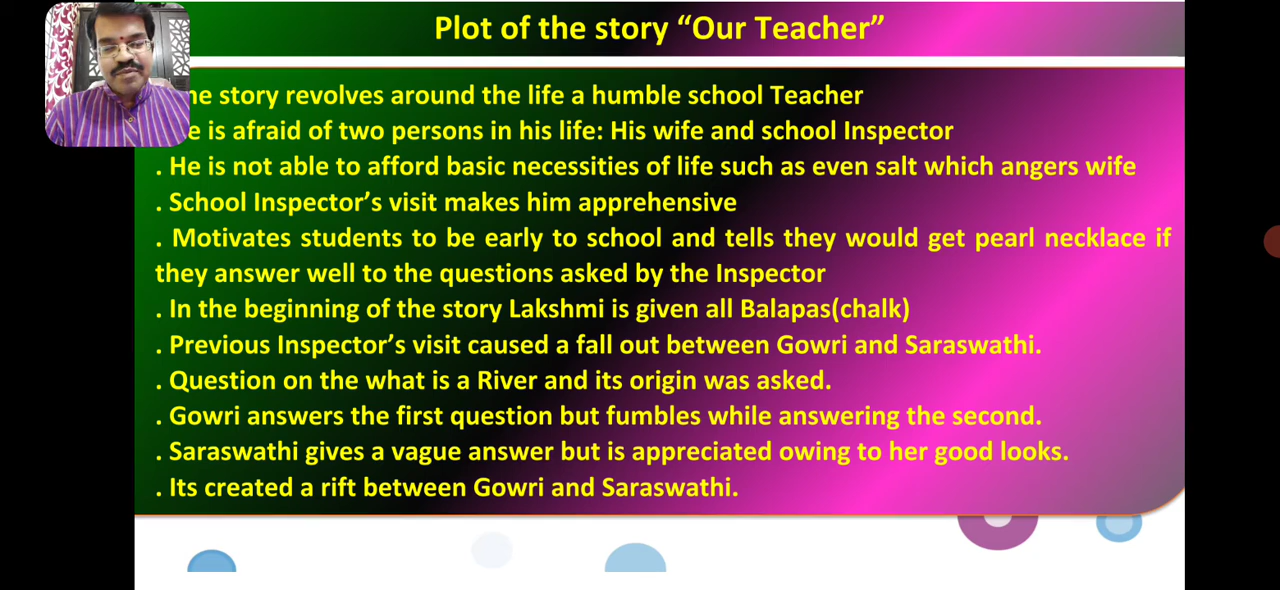 Plot of the story “Our Teacher”
he story revolves around the life a humble school Teacher
e is afraid of two persons in his life: His wife and school Inspector
. He is not able to afford basic necessities of life such as even salt which angers wife
. School Inspector’s visit makes him apprehensive
. Motivates students to be early to school and tells they would get pearl necklace if
they answer well to the questions asked by the Inspector
. In the beginning of the story Lakshmi is given all Balapas(chalk)
. Previous Inspector’s visit caused a fall out between Gowri and Saraswathi.
. Question on the what is a River and its origin was asked.
. Gowri answers the first question but fumbles while answering the second.
. Saraswathi gives a vague answer but is appreciated owing to her good looks.
. Its created a rift between Gowri and Saraswathi.